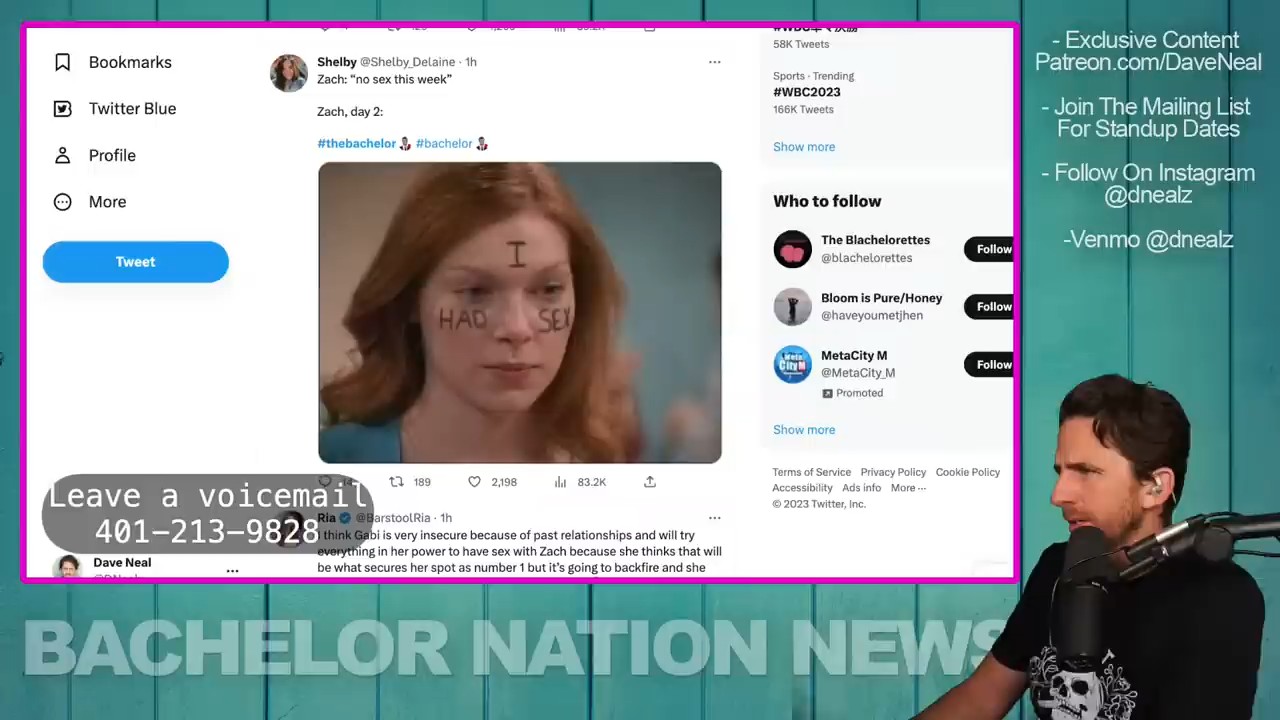 Bookmarks
Twitter Blue
Profile
More
Tweet
Shelby @Shelby_Delaine · 1h
Zach: “no sex this week”
Zach, day 2:
#thebachelor #bachelor
I
HAD SEX
189
2,198
83.2K
Ria @BarstoolRia · 1h
think Gabi is very insecure because of past relationships and will try
everything in her power to have sex with Zach because she thinks that will
be what secures her spot as number 1 but it’s going to backfire and she
58K Tweets
Sports · Trending
#WBC2023
166K Tweets
Show more
Who to follow
The Blachelorettes
@blachelorettes
Follow
Bloom is Pure/Honey
@haveyoumetjhen
Follow
MetaCity M
@MetaCity_M
Promoted
Follow
Show more
Terms of Service Privacy Policy Cookie Policy
Accessibility Ads info More ···
© 2023 Twitter, Inc.
Leave a voicemail
401-213-9828
Dave Neal
- Exclusive Content
Patreon.com/DaveNeal
- Join The Mailing List
For Standup Dates
- Follow On Instagram
@dnealz
-Venmo @dnealz
BACHELOR NATION NEWS